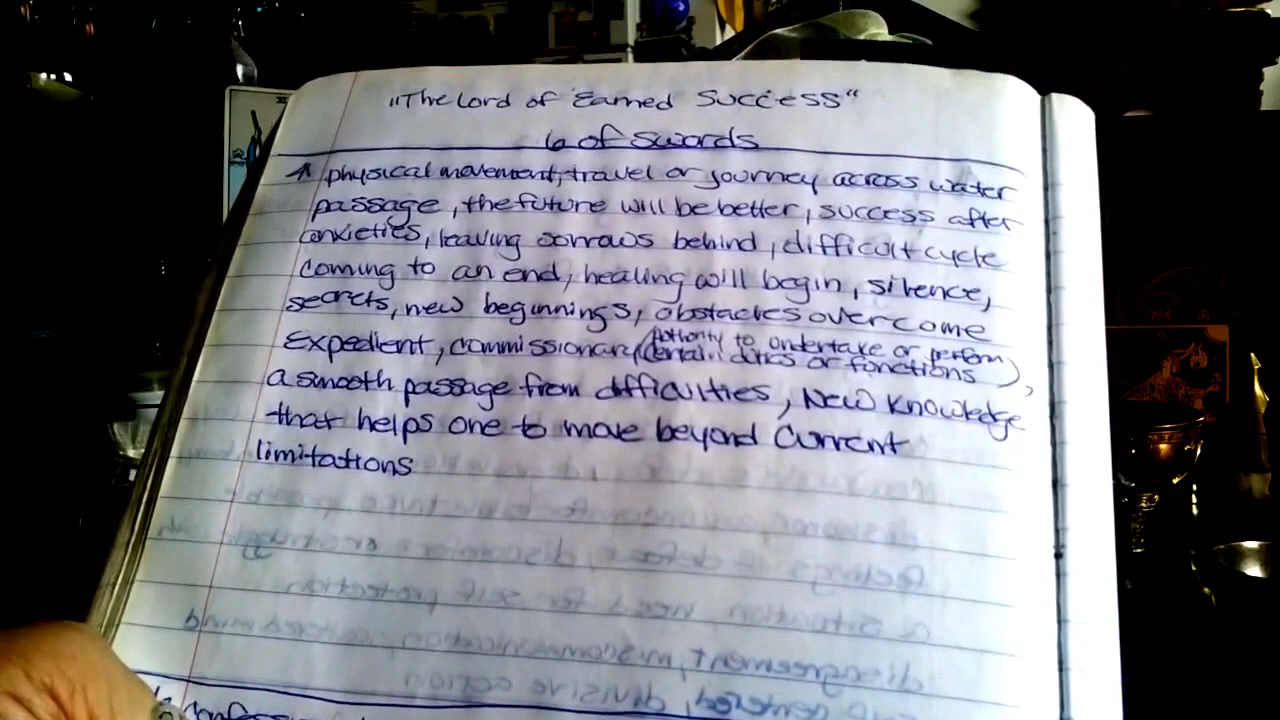 "The Lord of Earned Success"
6 of Swords
↑ physical movement, travel or journey across water
passage, the future will be better, success after
anxieties, leaving sorrows behind, difficult cycle
coming to an end, healing will begin, silence,
secrets, new beginnings, obstacles overcome
Expedient, commissionary (Authority to undertake or perform
certain duties or functions),
a smooth passage from difficulties, New Knowledge
that helps one to move beyond current
limitations